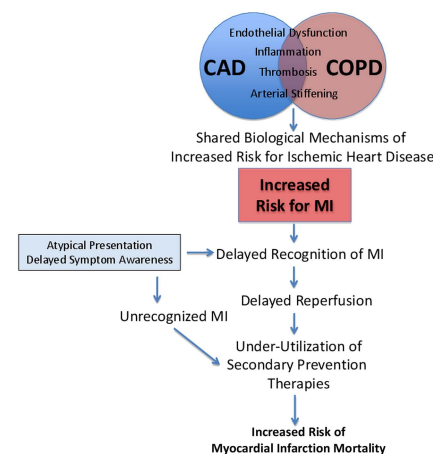 Endothelial Dysfunction
Inflammation
CAD
Thrombosis
COPD
Arterial Stiffening
Shared Biological Mechanisms of
Increased Risk for Ischemic Heart Disease
Increased
Risk for MI
Atypical Presentation
Delayed Symptom Awareness
Delayed Recognition of MI
Delayed Reperfusion
Unrecognized MI
Under-Utilization of
Secondary Prevention
Therapies
Increased Risk of
Myocardial Infarction Mortality